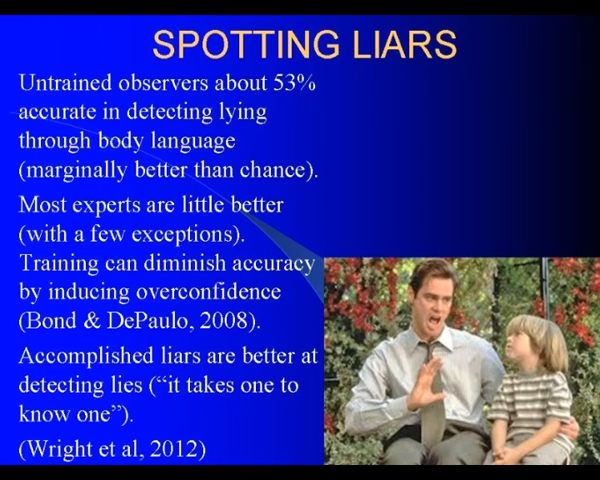 SPOTTING LIARS
Untrained observers about 53%
accurate in detecting lying
through body language
(marginally better than chance).
Most experts are little better
(with a few exceptions).
Training can diminish accuracy
by inducing overconfidence
(Bond & DePaulo, 2008).
Accomplished liars are better at
detecting lies (“it takes one to
know one”).
(Wright et al, 2012)